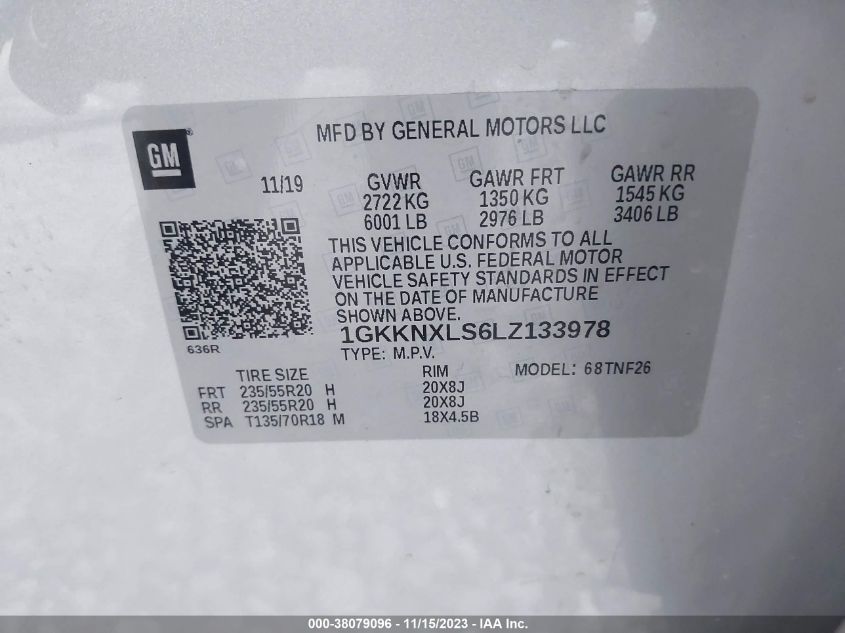 GM ®
MFD BY GENERAL MOTORS LLC
11/19 GVWR GAWR FRT GAWR RR
2722 KG 1350 KG 1545 KG
6001 LB 2976 LB 3406 LB
THIS VEHICLE CONFORMS TO ALL
APPLICABLE U.S. FEDERAL MOTOR
VEHICLE SAFETY STANDARDS IN EFFECT
ON THE DATE OF MANUFACTURE
SHOWN ABOVE.
1GKKNXLS6LZ133978
636R
TYPE: M.P.V.
TIRE SIZE RIM MODEL: 68TNF26
FRT 235/55R20 H 20X8J
RR 235/55R20 H 20X8J
SPA T135/70R18 M 18X4.5B
000-38079096 - 11/15/2023 - IAA Inc.